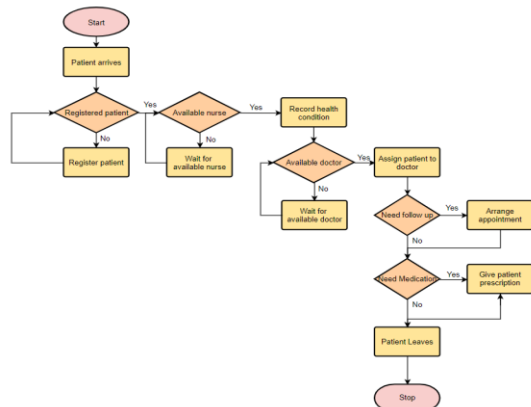 Start
Patient arrives
Registered patient
Yes
No
Register patient
Available nurse
Yes
No
Wait for
available nurse
Record health
condition
Available doctor
Yes
No
Wait for
available doctor
Assign patient to
doctor
Need follow up
Yes
No
Arrange
appointment
Need Medication
Yes
No
Give patient
prescription
Patient Leaves
Stop